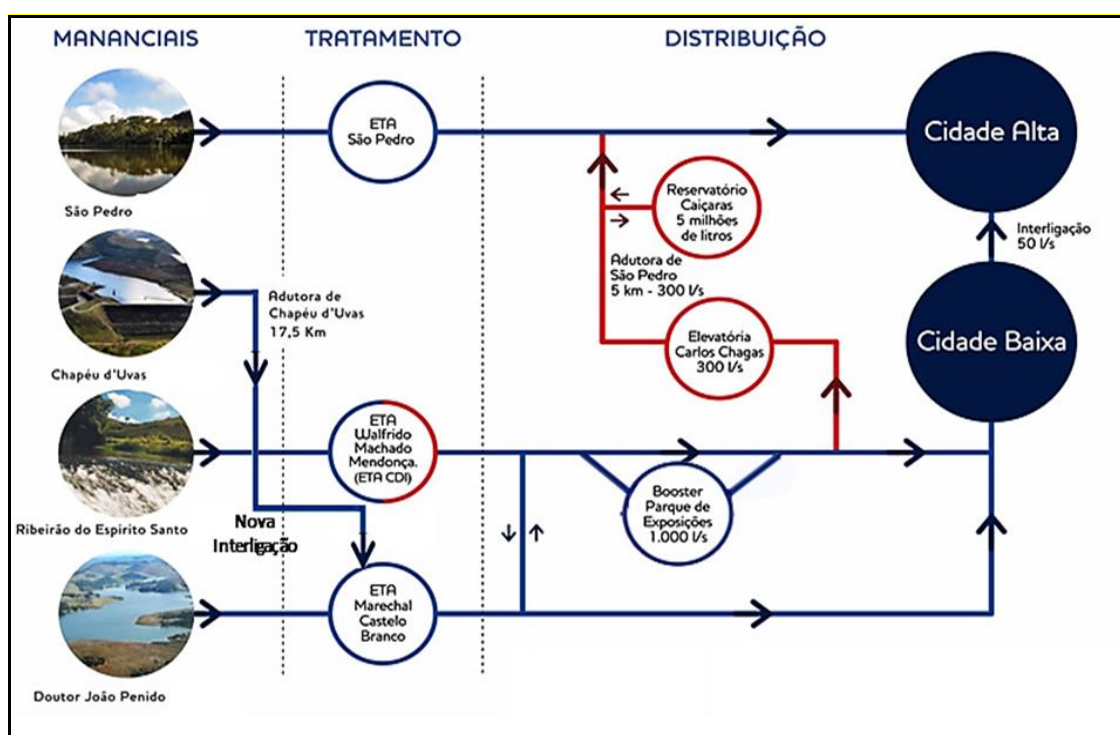 MANANCIAIS
TRATAMENTO
DISTRIBUIÇÃO
São Pedro
ETA
São Pedro
Cidade Alta
Reservatório
Caiçaras
5 milhões
de litros
Interligação
50 l/s
Adutora de
São Pedro
5 km - 300 l/s
Chapéu d'Uvas
Adutora de
Chapéu d'Uvas
17,5 Km
Elevatória
Carlos Chagas
300 l/s
Cidade Baixa
Ribeirão do Espirito Santo
ETA
Walfrido
Machado
Mendonça.
(ETA CDI)
Nova
Interligação
Booster
Parque de
Exposições
1.000 l/s
Doutor João Penido
ETA
Marechal
Castelo
Branco